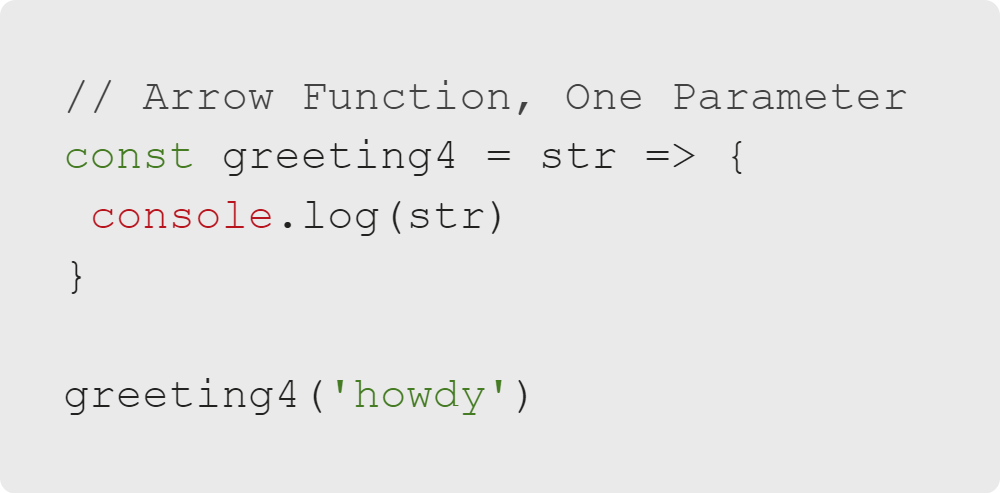 // Arrow Function, One Parameter
const greeting4 = str => {
 console.log(str)
}

greeting4('howdy')